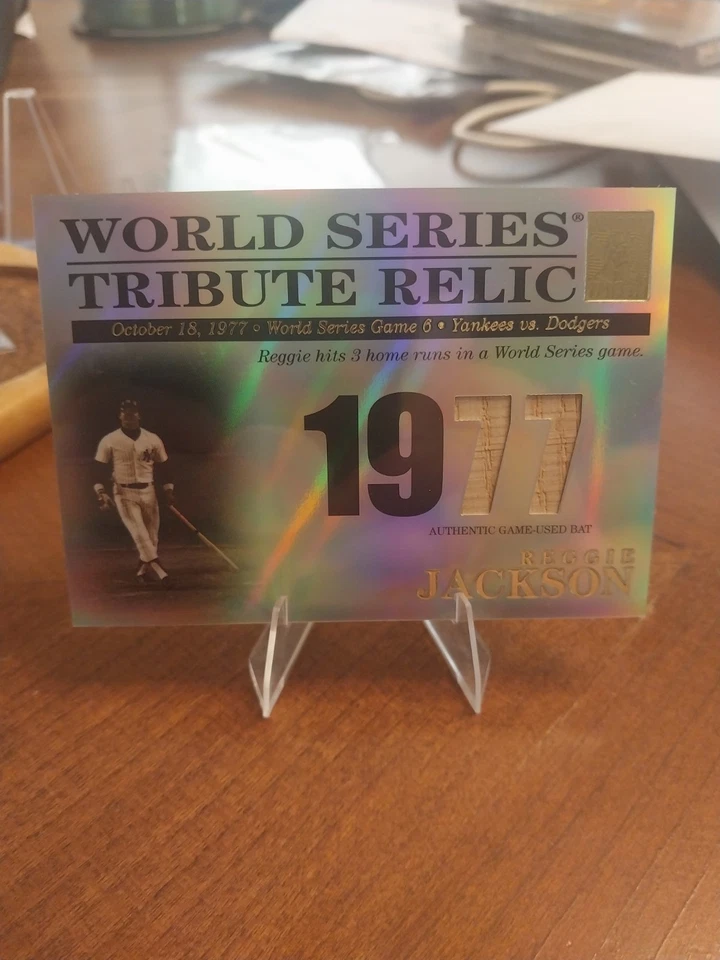 WORLD SERIES®
TRIBUTE RELIC
October 18, 1977 ◦ World Series Game 6 • Yankees vs. Dodgers
Reggie hits 3 home runs in a World Series game.
1977
AUTHENTIC GAME-USED BAT
REGGIE
JACKSON